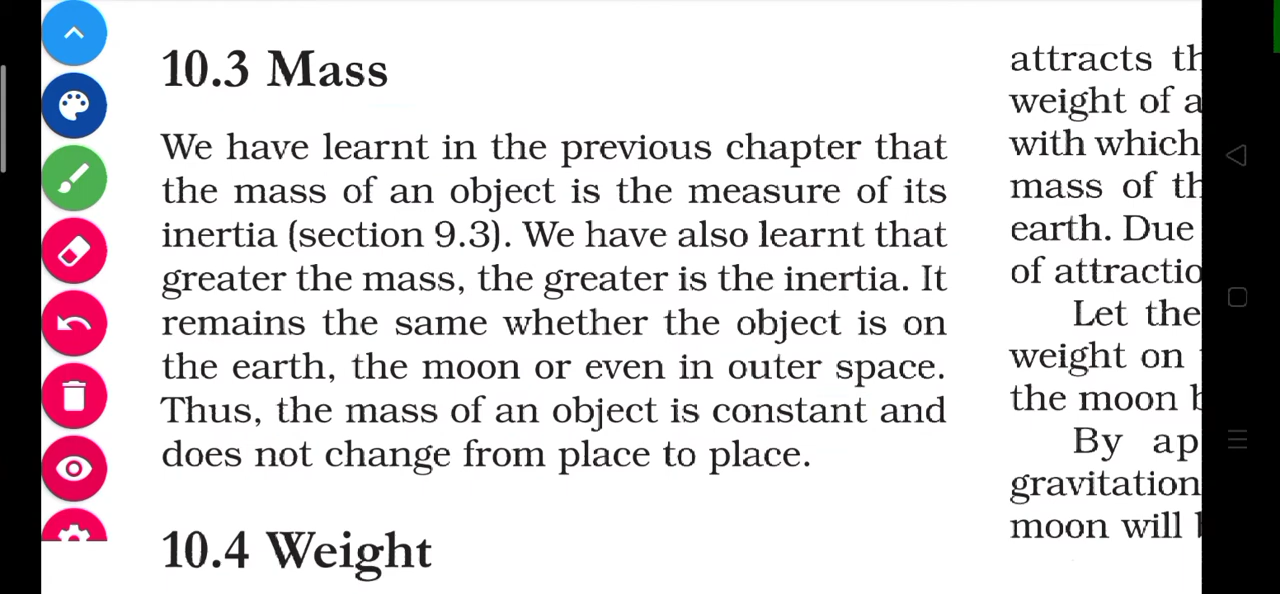 10.3 Mass
We have learnt in the previous chapter that
the mass of an object is the measure of its
inertia (section 9.3). We have also learnt that
greater the mass, the greater is the inertia. It
remains the same whether the object is on
the earth, the moon or even in outer space.
Thus, the mass of an object is constant and
does not change from place to place.
10.4 Weight
attracts
weight of a
with which
mass of
earth. Due
of
Let the
weight on
the moon
By
gravitation
moon will